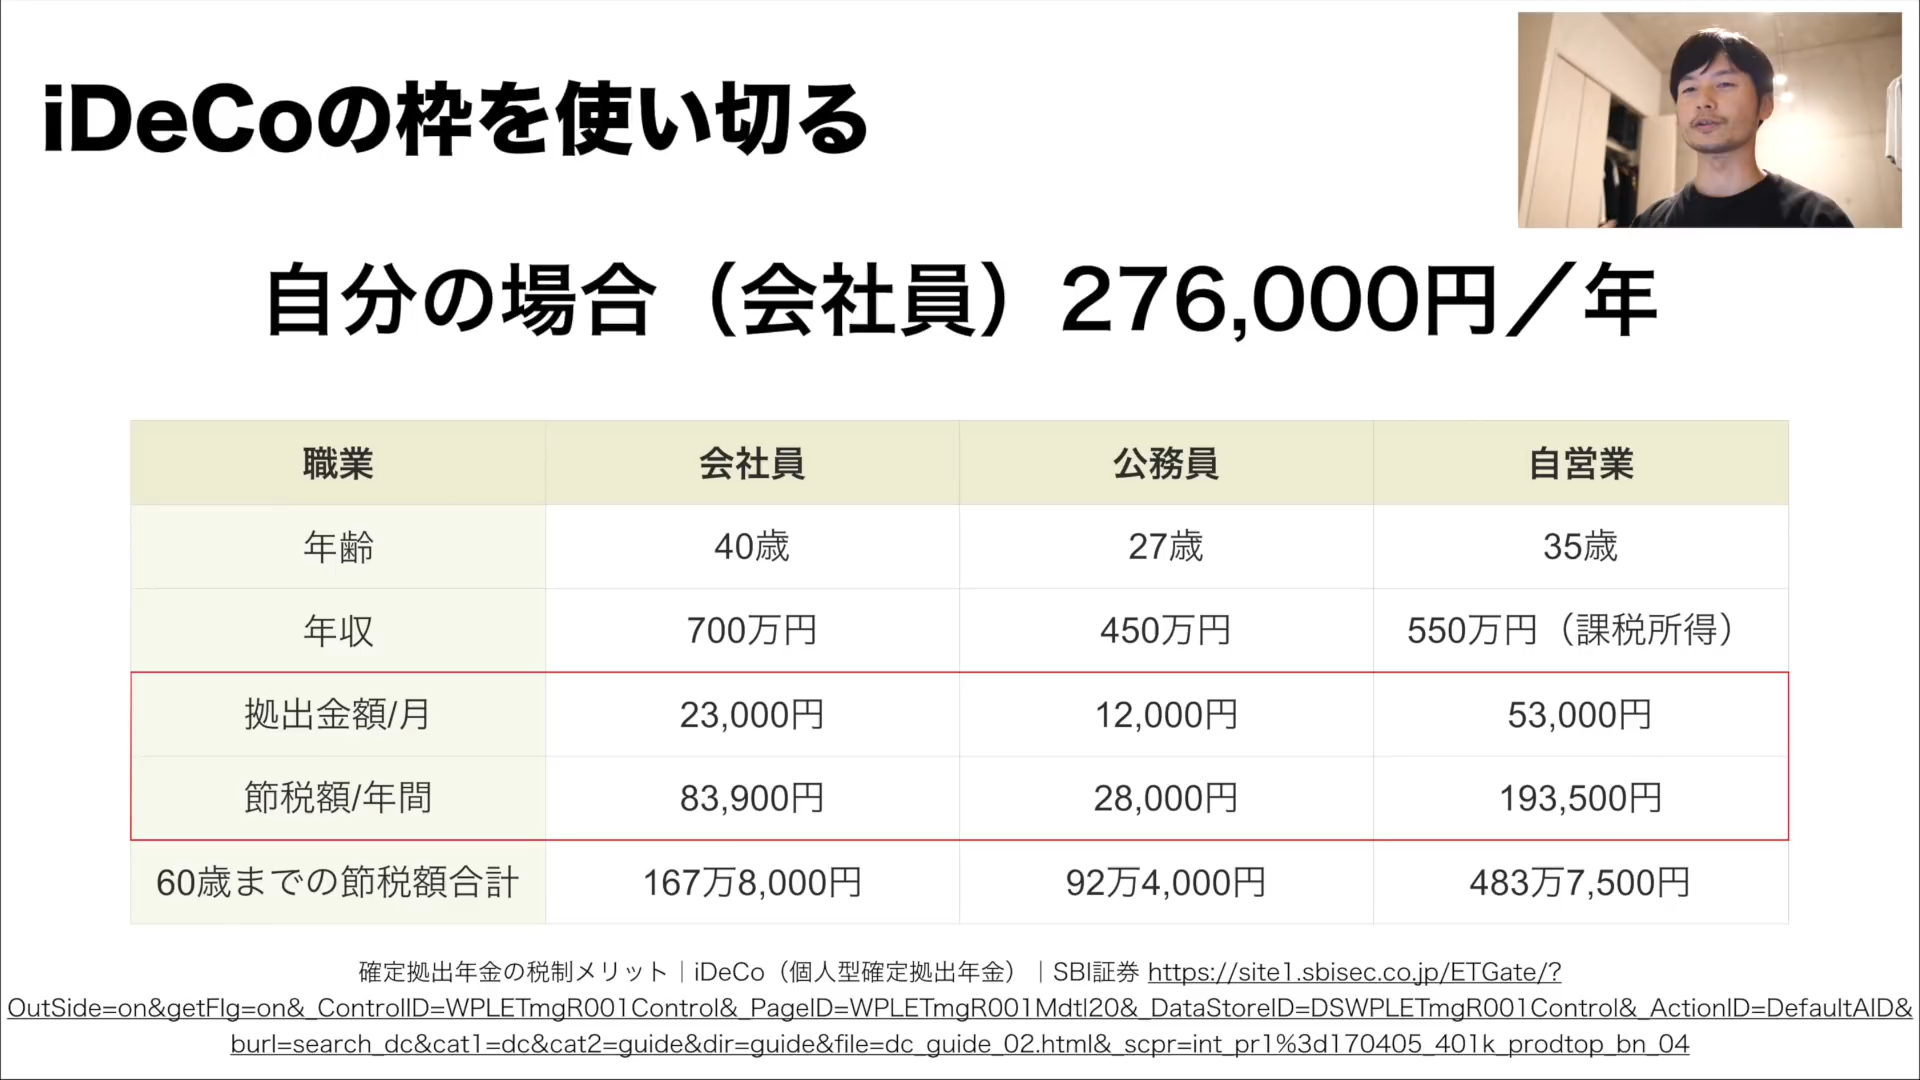 iDeCoの枠を使い切る
自分の場合（会社員）276,000円／年
職業 会社員 公務員 自営業
年齢 40歳 27歳 35歳
年収 700万円 450万円 550万円（課税所得）
拠出金額/月 23,000円 12,000円 53,000円
節税額/年間 83,900円 28,000円 193,500円
60歳までの節税額合計 167万8,000円 92万4,000円 483万7,500円
確定拠出年金の税制メリット｜iDeCo（個人型確定拠出年金）｜SBI証券 https://site1.sbisec.co.jp/ETGate/?
OutSide=on&getFlg=on&_ControlID=WPLETmgR001Control&_PageID=WPLETmgR001Mdtl20&_DataStoreID=DSWPLETmgR001Control&_ActionID=DefaultAID&
burl=search_dc&cat1=dc&cat2=guide&dir=guide&file=dc_guide_02.html&_scpr=int_pr1%3d170405_401k_prodtop_bn_04